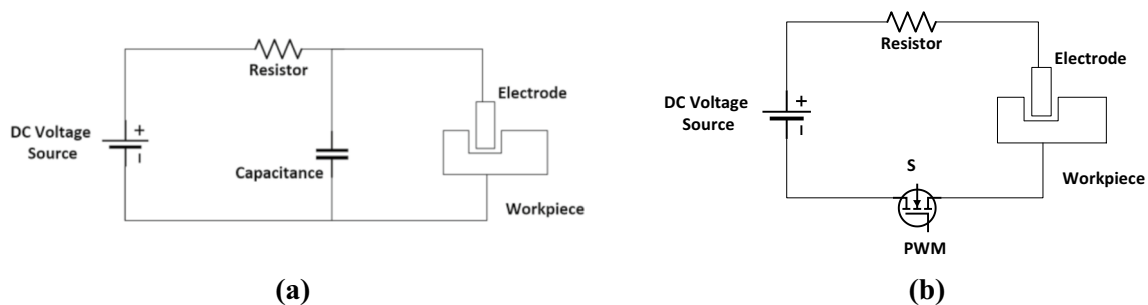 Resistor
Electrode
+
DC Voltage
Source
Capacitance
Workpiece
(a)
Resistor
Electrode
+
DC Voltage
Source
S
Workpiece
PWM
(b)